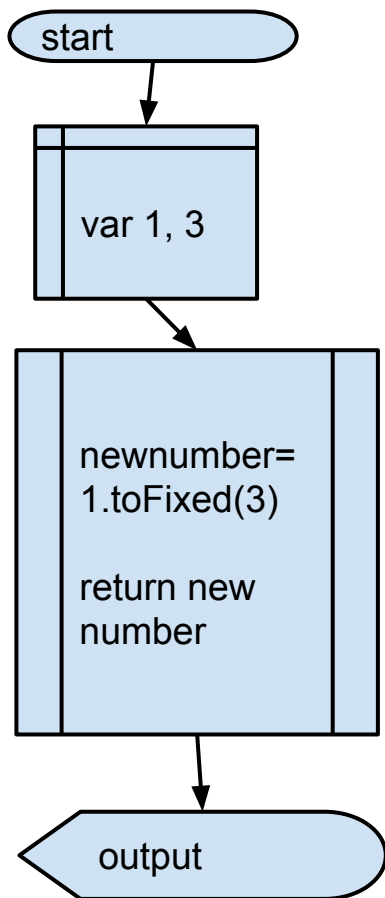 start
var 1, 3
newnumber=
1.toFixed(3)
return new
number
output